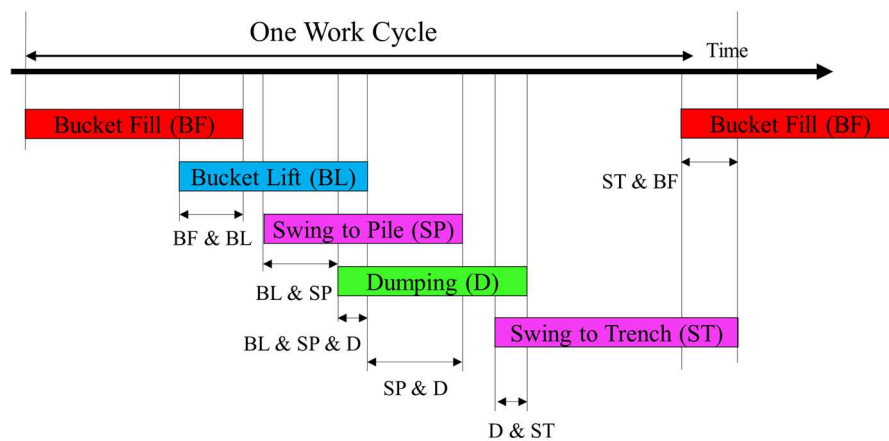 One Work Cycle
Time
Bucket Fill (BF)
Bucket Fill (BF)
Bucket Lift (BL)
ST & BF
BF & BL
Swing to Pile (SP)
BL & SP
Dumping (D)
BL & SP & D
Swing to Trench (ST)
SP & D
D & ST